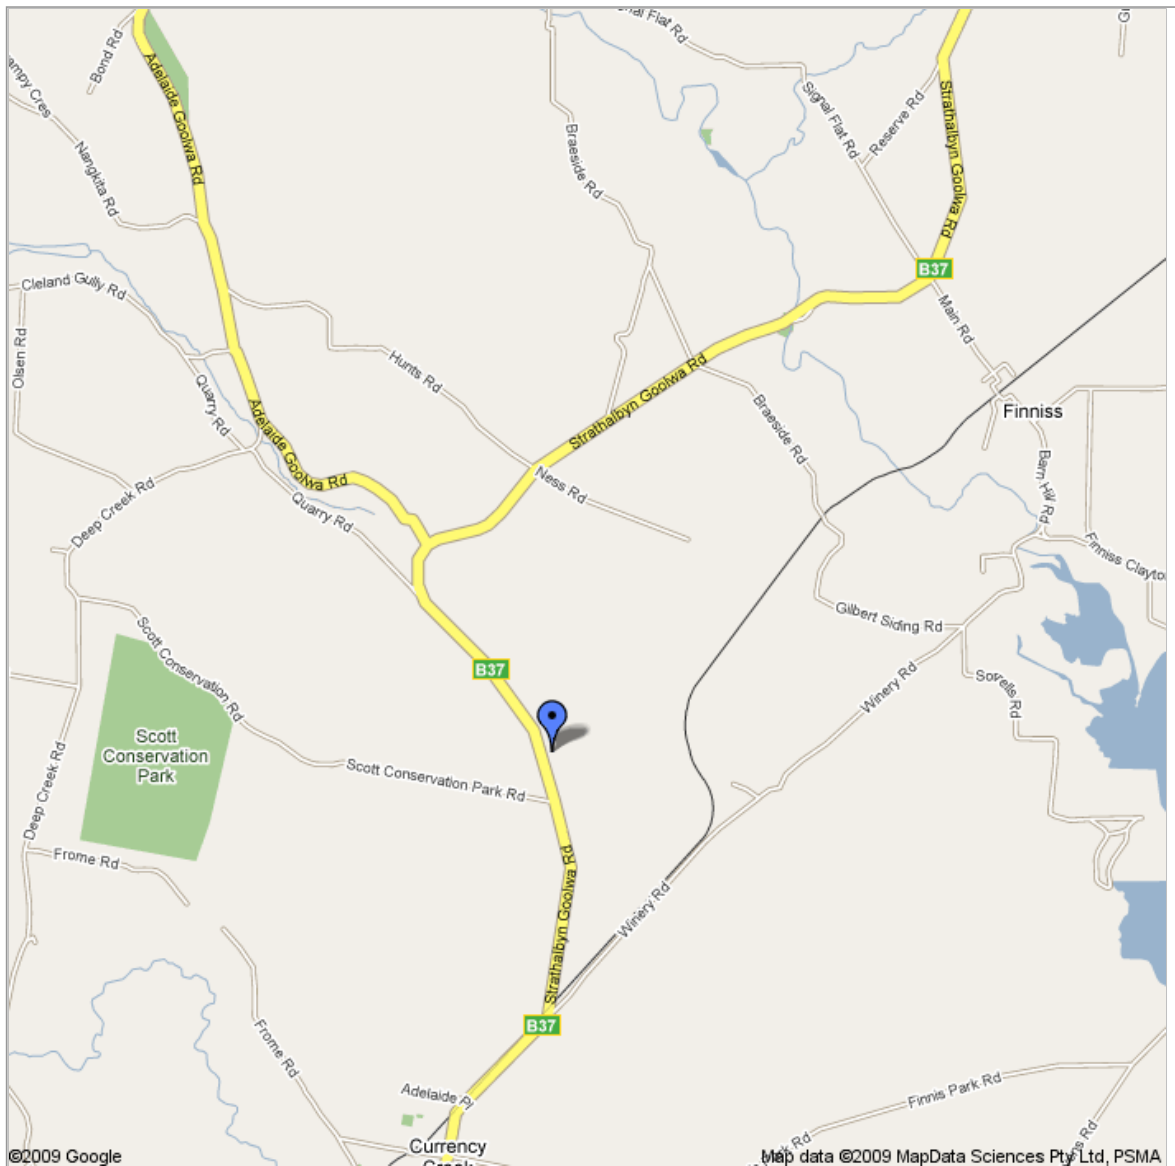 Bond Rd
Adelaide Goolwa Rd
Signal Flat Rd
Reserve Rd
Strathalbyn Goolwa Rd
Braeside Rd
Nangkita Rd
B37
Cleland Gully Rd
Main Rd
Olsen Rd
Hunts Rd
Strathalbyn Goolwa Rd
Quarry Rd
Braeside Rd
Finniss
Adelaide Goolwa Rd
Ness Rd
Barn Hill Rd
Deep Creek Rd
Quarry Rd
Finniss
Gilbert Siding Rd
Scott Conservation Rd
B37
Winery Rd
Sovells Rd
Scott
Conservation
Park
Deep Creek Rd
Scott Conservation Park Rd
Frome Rd
Strathalbyn Goolwa Rd
Winery Rd
B37
Frome Rd
Adelaide Pl
Finnis Park Rd
Currency
©2009 Google
Map data ©2009 MapData Sciences Pty Ltd, PSMA